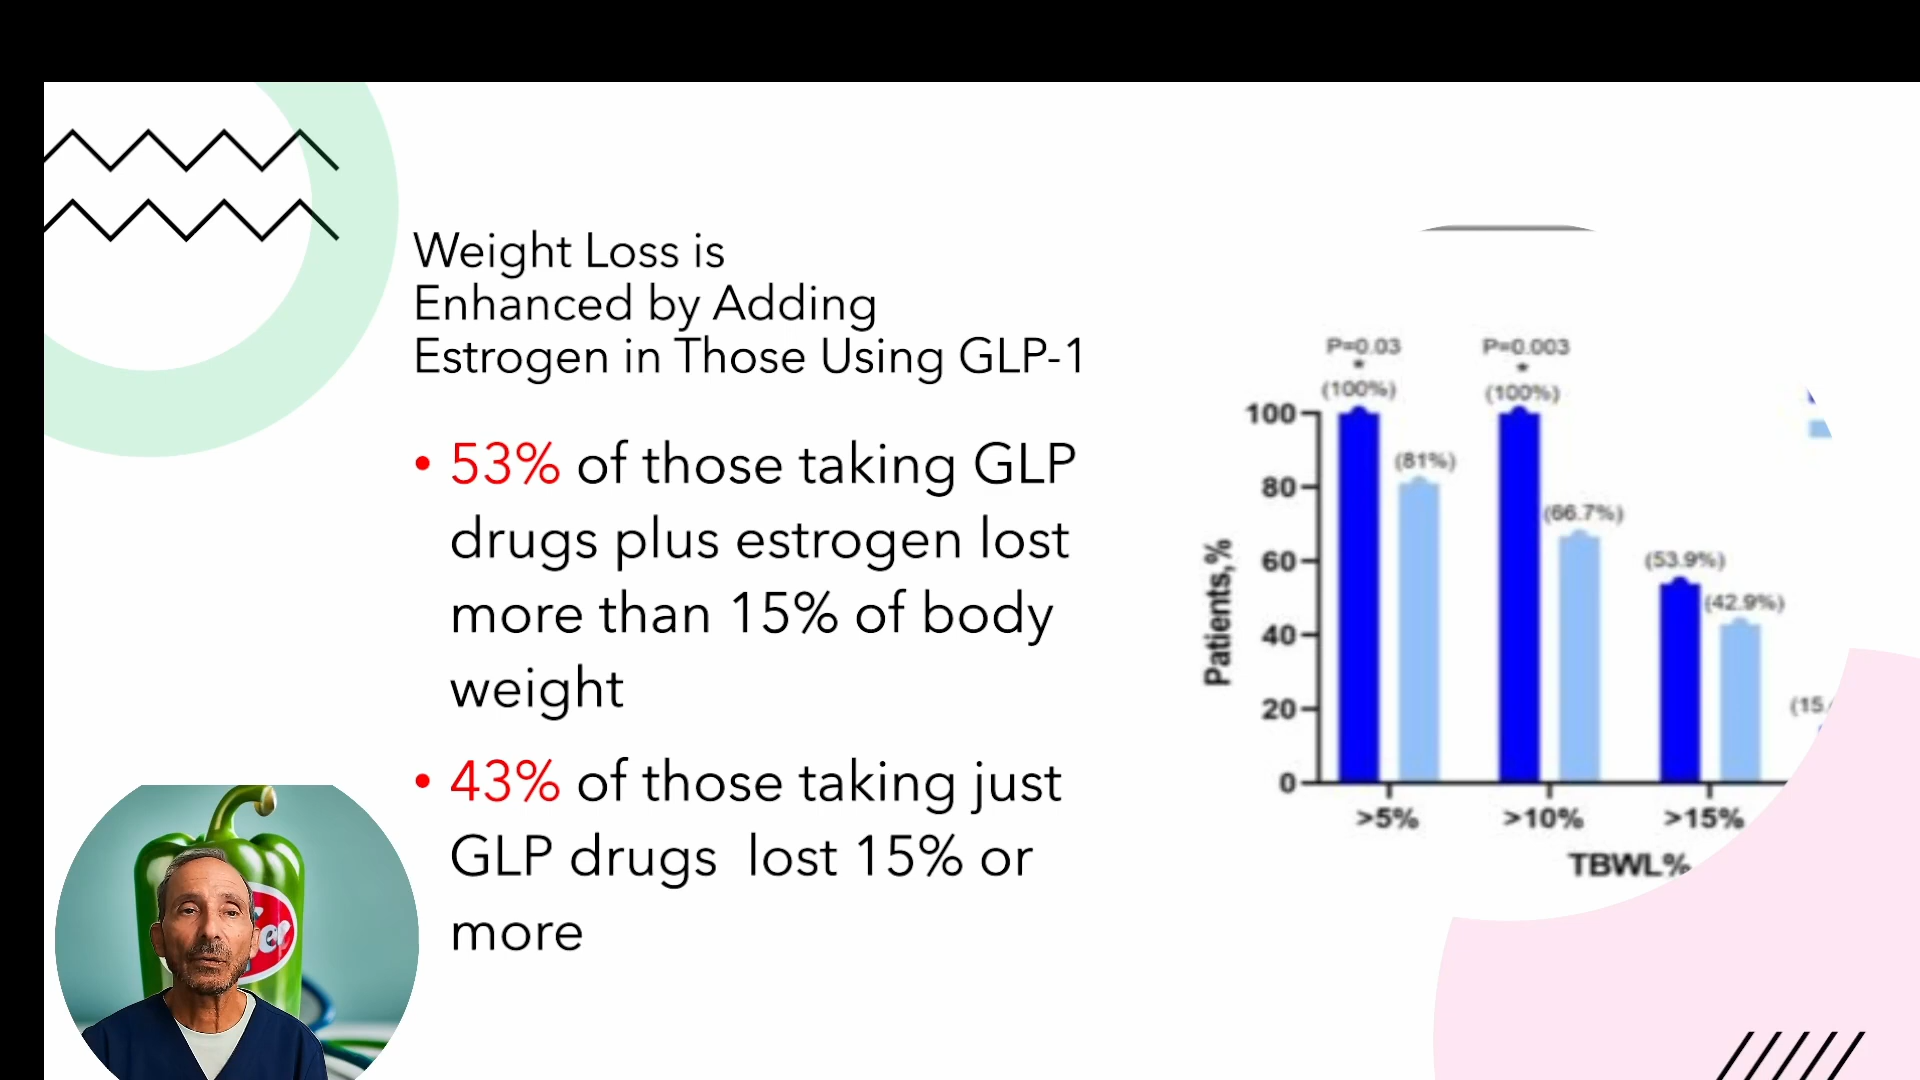 Weight Loss is
Enhanced by Adding
Estrogen in Those Using GLP-1
• 53% of those taking GLP
drugs plus estrogen lost
more than 15% of body
weight
• 43% of those taking just
GLP drugs lost 15% or
more
P=0.03
*
(100%)
P=0.003
*
(100%)
(81%)
(66.7%)
(53.9%)
(42.9%)
(15.
Patients,%
100
80
60
40
20
0
>5% >10% >15%
TBWL%